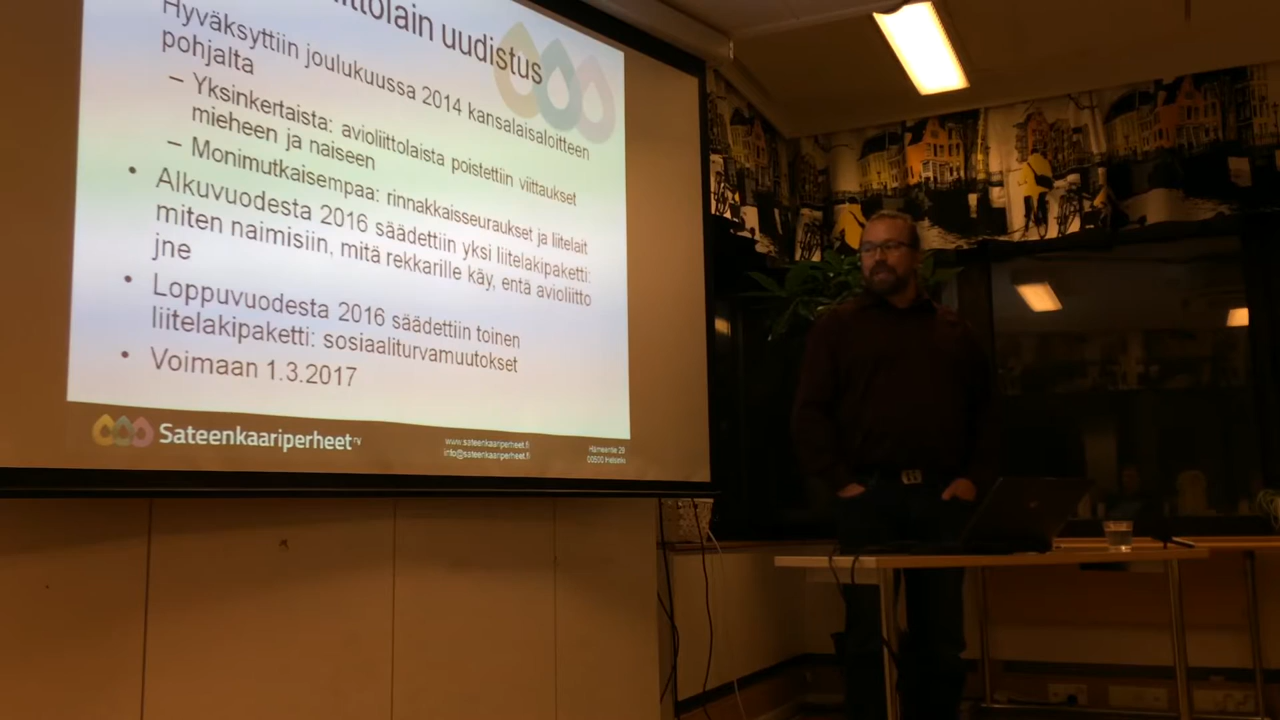 uudistus
Hyväksyttiin joulukuussa 2014 kansalaisaloitteen
pohjalta
– Yksinkertaista: avioliittolaista poistettiin viittaukset
mieheen ja naiseen
– Monimutkaisempaa: rinnakkaisseuraukset ja liitelait
• Alkuvuodesta 2016 säädettiin yksi liitelakipaketti:
miten naimisiin, mitä rekkarille käy, entä avioliitto
jne
• Loppuvuodesta 2016 säädettiin toinen
liitelakipaketti: sosiaaliturvamuutokset
• Voimaan 1.3.2017
Sateenkaariperheet ry
www.sateenkaariperheet.fi
info@sateenkaariperheet.fi
Hämeentie 29
00500 Helsinki